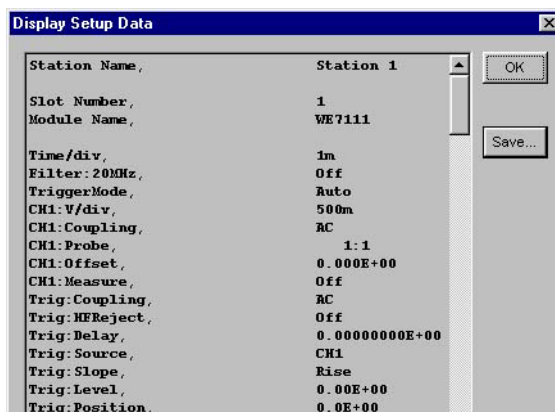 Display Setup Data
Station Name, Station 1
OK
Slot Number, 1
Module Name, WE7111
Save...
Time/div, 1m
Filter:20MHz, Off
TriggerMode, Auto
CH1:V/div, 500m
CH1:Coupling, AC
CH1:Probe, 1:1
CH1:Offset, 0.000E+00
CH1:Measure, Off
Trig:Coupling, AC
Trig:HFReject, Off
Trig:Delay, 0.00000000E+00
Trig:Source, CH1
Trig:Slope, Rise
Trig:Level, 0.00E+00
Trig:Position, 0.0E+00